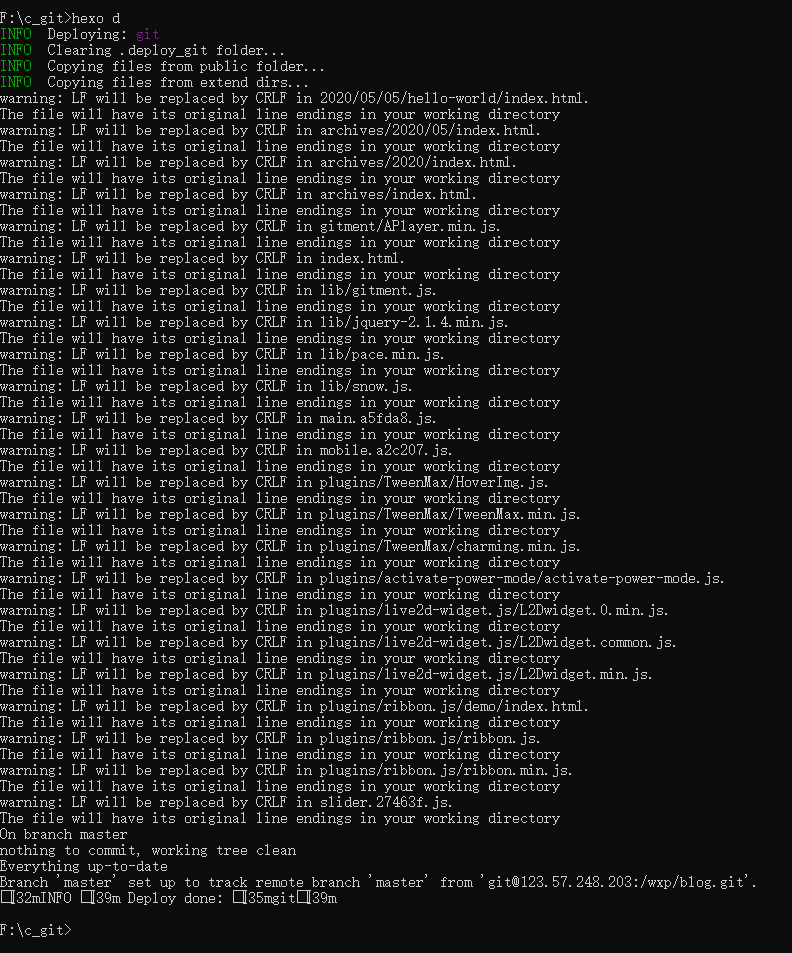 F:\c_git>hexo d
INFO  Deploying: git
INFO  Clearing .deploy_git folder...
INFO  Copying files from public folder...
INFO  Copying files from extend dirs...
warning: LF will be replaced by CRLF in 2020/05/05/hello-world/index.html.
The file will have its original line endings in your working directory
warning: LF will be replaced by CRLF in archives/2020/05/index.html.
The file will have its original line endings in your working directory
warning: LF will be replaced by CRLF in archives/2020/index.html.
The file will have its original line endings in your working directory
warning: LF will be replaced by CRLF in archives/index.html.
The file will have its original line endings in your working directory
warning: LF will be replaced by CRLF in gitment/APlayer.min.js.
The file will have its original line endings in your working directory
warning: LF will be replaced by CRLF in index.html.
The file will have its original line endings in your working directory
warning: LF will be replaced by CRLF in lib/gitment.js.
The file will have its original line endings in your working directory
warning: LF will be replaced by CRLF in lib/jquery-2.1.4.min.js.
The file will have its original line endings in your working directory
warning: LF will be replaced by CRLF in lib/pace.min.js.
The file will have its original line endings in your working directory
warning: LF will be replaced by CRLF in lib/snow.js.
The file will have its original line endings in your working directory
warning: LF will be replaced by CRLF in main.a5fda8.js.
The file will have its original line endings in your working directory
warning: LF will be replaced by CRLF in mobile.a2c207.js.
The file will have its original line endings in your working directory
warning: LF will be replaced by CRLF in plugins/TweenMax/HoverImg.js.
The file will have its original line endings in your working directory
warning: LF will be replaced by CRLF in plugins/TweenMax/TweenMax.min.js.
The file will have its original line endings in your working directory
warning: LF will be replaced by CRLF in plugins/TweenMax/charming.min.js.
The file will have its original line endings in your working directory
warning: LF will be replaced by CRLF in plugins/activate-power-mode/activate-power-mode.js.
The file will have its original line endings in your working directory
warning: LF will be replaced by CRLF in plugins/live2d-widget.js/L2Dwidget.0.min.js.
The file will have its original line endings in your working directory
warning: LF will be replaced by CRLF in plugins/live2d-widget.js/L2Dwidget.common.js.
The file will have its original line endings in your working directory
warning: LF will be replaced by CRLF in plugins/live2d-widget.js/L2Dwidget.min.js.
The file will have its original line endings in your working directory
warning: LF will be replaced by CRLF in plugins/ribbon.js/demo/index.html.
The file will have its original line endings in your working directory
warning: LF will be replaced by CRLF in plugins/ribbon.js/ribbon.js.
The file will have its original line endings in your working directory
warning: LF will be replaced by CRLF in plugins/ribbon.js/ribbon.min.js.
The file will have its original line endings in your working directory
warning: LF will be replaced by CRLF in slider.27463f.js.
The file will have its original line endings in your working directory
On branch master
nothing to commit, working tree clean
Everything up-to-date
Branch 'master' set up to track remote branch 'master' from 'git@123.57.248.203:/wxp/blog.git'.
[32mINFO [39m Deploy done: [35mgit[39m
F:\c_git>